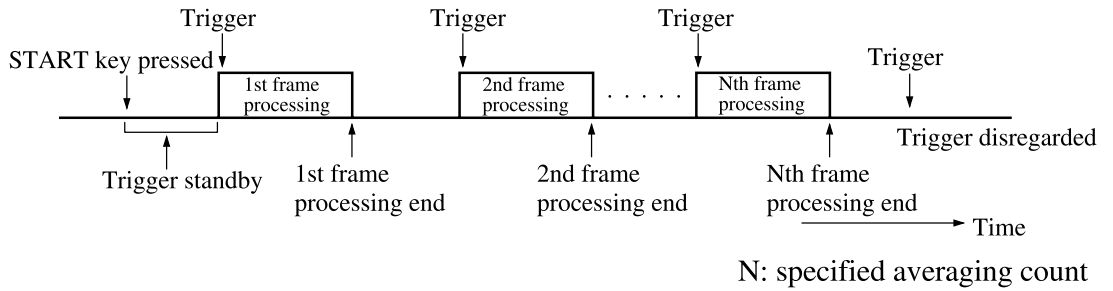 Trigger
Trigger
Trigger
START key pressed
Trigger
1st frame
processing
2nd frame
processing
. . . . .
Nth frame
processing
Trigger disregarded
Trigger standby
1st frame
processing end
2nd frame
processing end
Nth frame
processing end
Time
N: specified averaging count